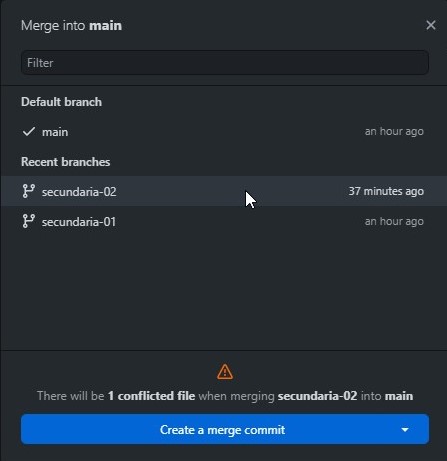 Merge into main
Filter
Default branch
main an hour ago
Recent branches
secundaria-02 37 minutes ago
secundaria-01 an hour ago
There will be 1 conflicted file when merging secundaria-02 into main
Create a merge commit